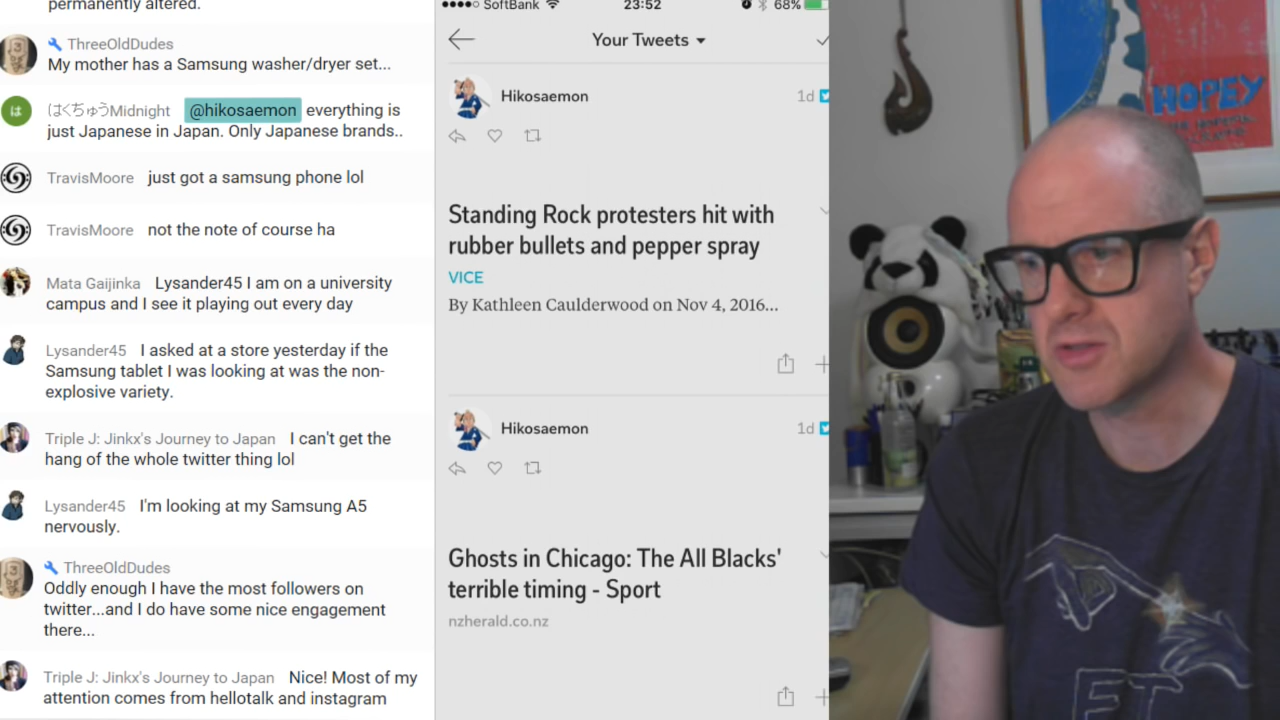 permanently altered.
ThreeOldDudes
My mother has a Samsung washer/dryer set...
は
はくちゅうMidnight @hikosaemon everything is
just Japanese in Japan. Only Japanese brands..
TravisMoore just got a samsung phone lol
TravisMoore not the note of course ha
Mata Gaijinka Lysander45 I am on a university
campus and I see it playing out every day
Lysander45 I asked at a store yesterday if the
Samsung tablet I was looking at was the non-
explosive variety.
Triple J: Jinkx's Journey to Japan I can't get the
hang of the whole twitter thing lol
Lysander45 I'm looking at my Samsung A5
nervously.
ThreeOldDudes
Oddly enough I have the most followers on
twitter...and I do have some nice engagement
there...
Triple J: Jinkx's Journey to Japan Nice! Most of my
attention comes from hellotalk and instagram
SoftBank 23:52 68%
Your Tweets
Hikosaemon 1d
Standing Rock protesters hit with
rubber bullets and pepper spray
VICE
By Kathleen Caulderwood on Nov 4, 2016...
Hikosaemon 1d
Ghosts in Chicago: The All Blacks'
terrible timing - Sport
nzherald.co.nz
HOPEY
ET